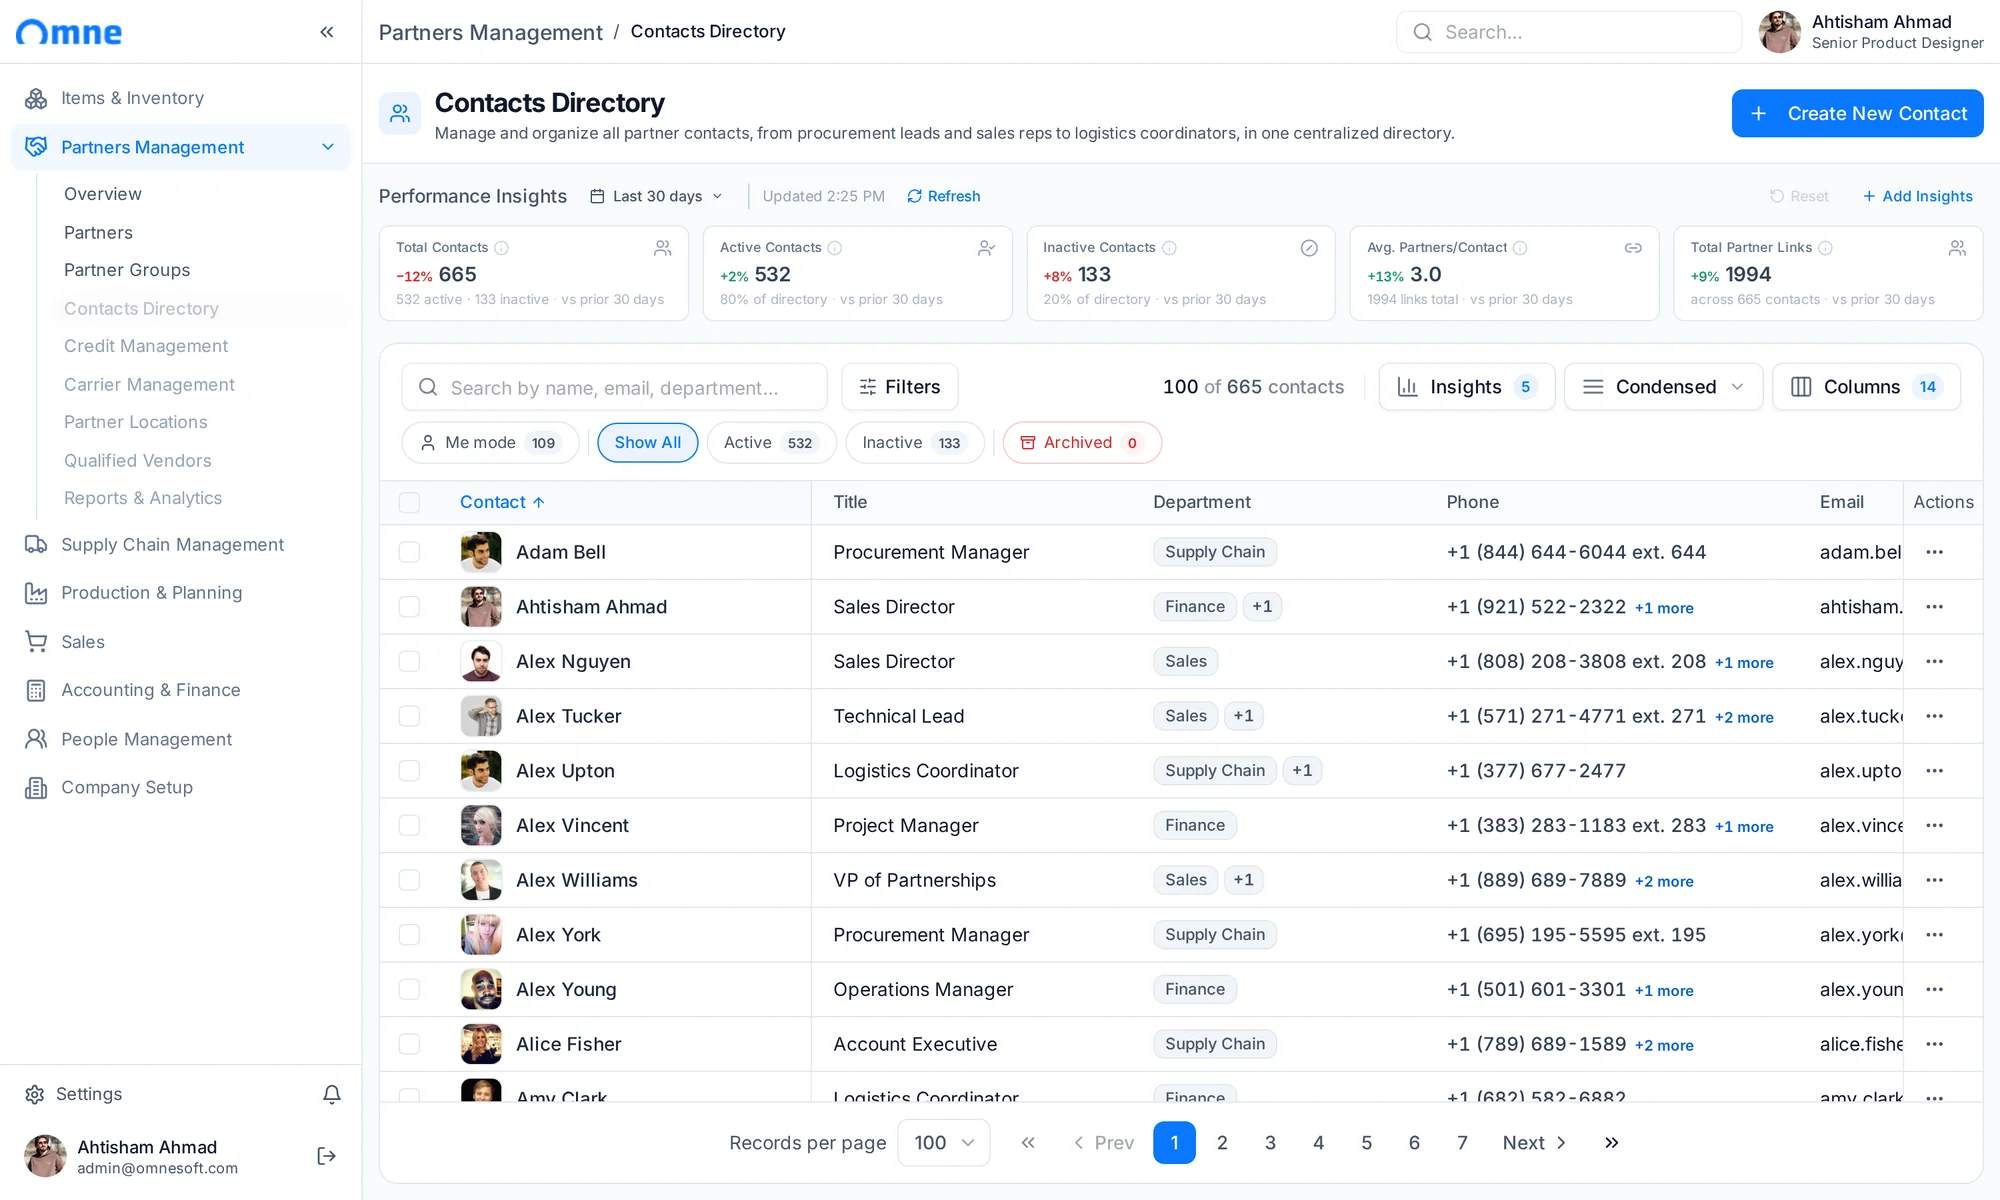 Omne
Items & Inventory
Partners Management
Overview
Partners
Partner Groups
Contacts Directory
Credit Management
Carrier Management
Partner Locations
Qualified Vendors
Reports & Analytics
Supply Chain Management
Production & Planning
Sales
Accounting & Finance
People Management
Company Setup
Settings
Ahtisham Ahmad
admin@omnesoft.com
Partners Management / Contacts Directory
Search...
Ahtisham Ahmad
Senior Product Designer
Contacts Directory
Manage and organize all partner contacts, from procurement leads and sales reps to logistics coordinators, in one centralized directory.
+ Create New Contact
Performance Insights Last 30 days Updated 2:25 PM Refresh Reset + Add Insights
Total Contacts
-12% 665
532 active · 133 inactive · vs prior 30 days
Active Contacts
+2% 532
80% of directory · vs prior 30 days
Inactive Contacts
+8% 133
20% of directory · vs prior 30 days
Avg. Partners/Contact
+13% 3.0
1994 links total · vs prior 30 days
Total Partner Links
+9% 1994
across 665 contacts · vs prior 30 days
Search by name, email, department... Filters 100 of 665 contacts Insights 5 Condensed Columns 14
Me mode 109 Show All Active 532 Inactive 133 Archived 0
Contact ↑ Title Department Phone Email Actions
Adam Bell Procurement Manager Supply Chain +1 (844) 644-6044 ext. 644 adam.bel ...
Ahtisham Ahmad Sales Director Finance +1 +1 (921) 522-2322 +1 more ahtisham. ...
Alex Nguyen Sales Director Sales +1 (808) 208-3808 ext. 208 +1 more alex.nguy ...
Alex Tucker Technical Lead Sales +1 +1 (571) 271-4771 ext. 271 +2 more alex.tuck ...
Alex Upton Logistics Coordinator Supply Chain +1 +1 (377) 677-2477 alex.upto ...
Alex Vincent Project Manager Finance +1 (383) 283-1183 ext. 283 +1 more alex.vince ...
Alex Williams VP of Partnerships Sales +1 +1 (889) 689-7889 +2 more alex.willia ...
Alex York Procurement Manager Supply Chain +1 (695) 195-5595 ext. 195 alex.york ...
Alex Young Operations Manager Finance +1 (501) 601-3301 +1 more alex.youn ...
Alice Fisher Account Executive Supply Chain +1 (789) 689-1589 +2 more alice.fishe ...
Amy Clark Logistics Coordinator Finance +1 (682) 582-6882 amy.clark ...
Records per page 100 « < Prev 1 2 3 4 5 6 7 Next > »